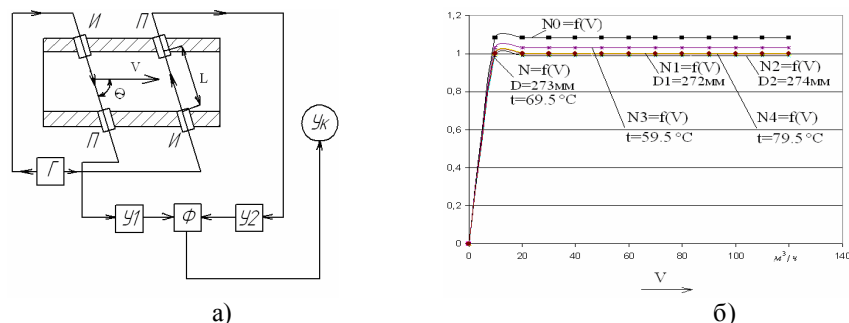 И
П
V
L
Θ
П
И
Ук
Г
У1
Ф
У2
а)
1,2
1
0,8
0,6
0,4
0,2
0
N0=f(V)
N=f(V)
D=273мм
t=69.5 °C
N1=f(V)
D1=272мм
N2=f(V)
D2=274мм
N3=f(V)
t=59.5 °C
N4=f(V)
t=79.5 °C
0 20 40 60 80 100 120 140
м³/ч
V
б)